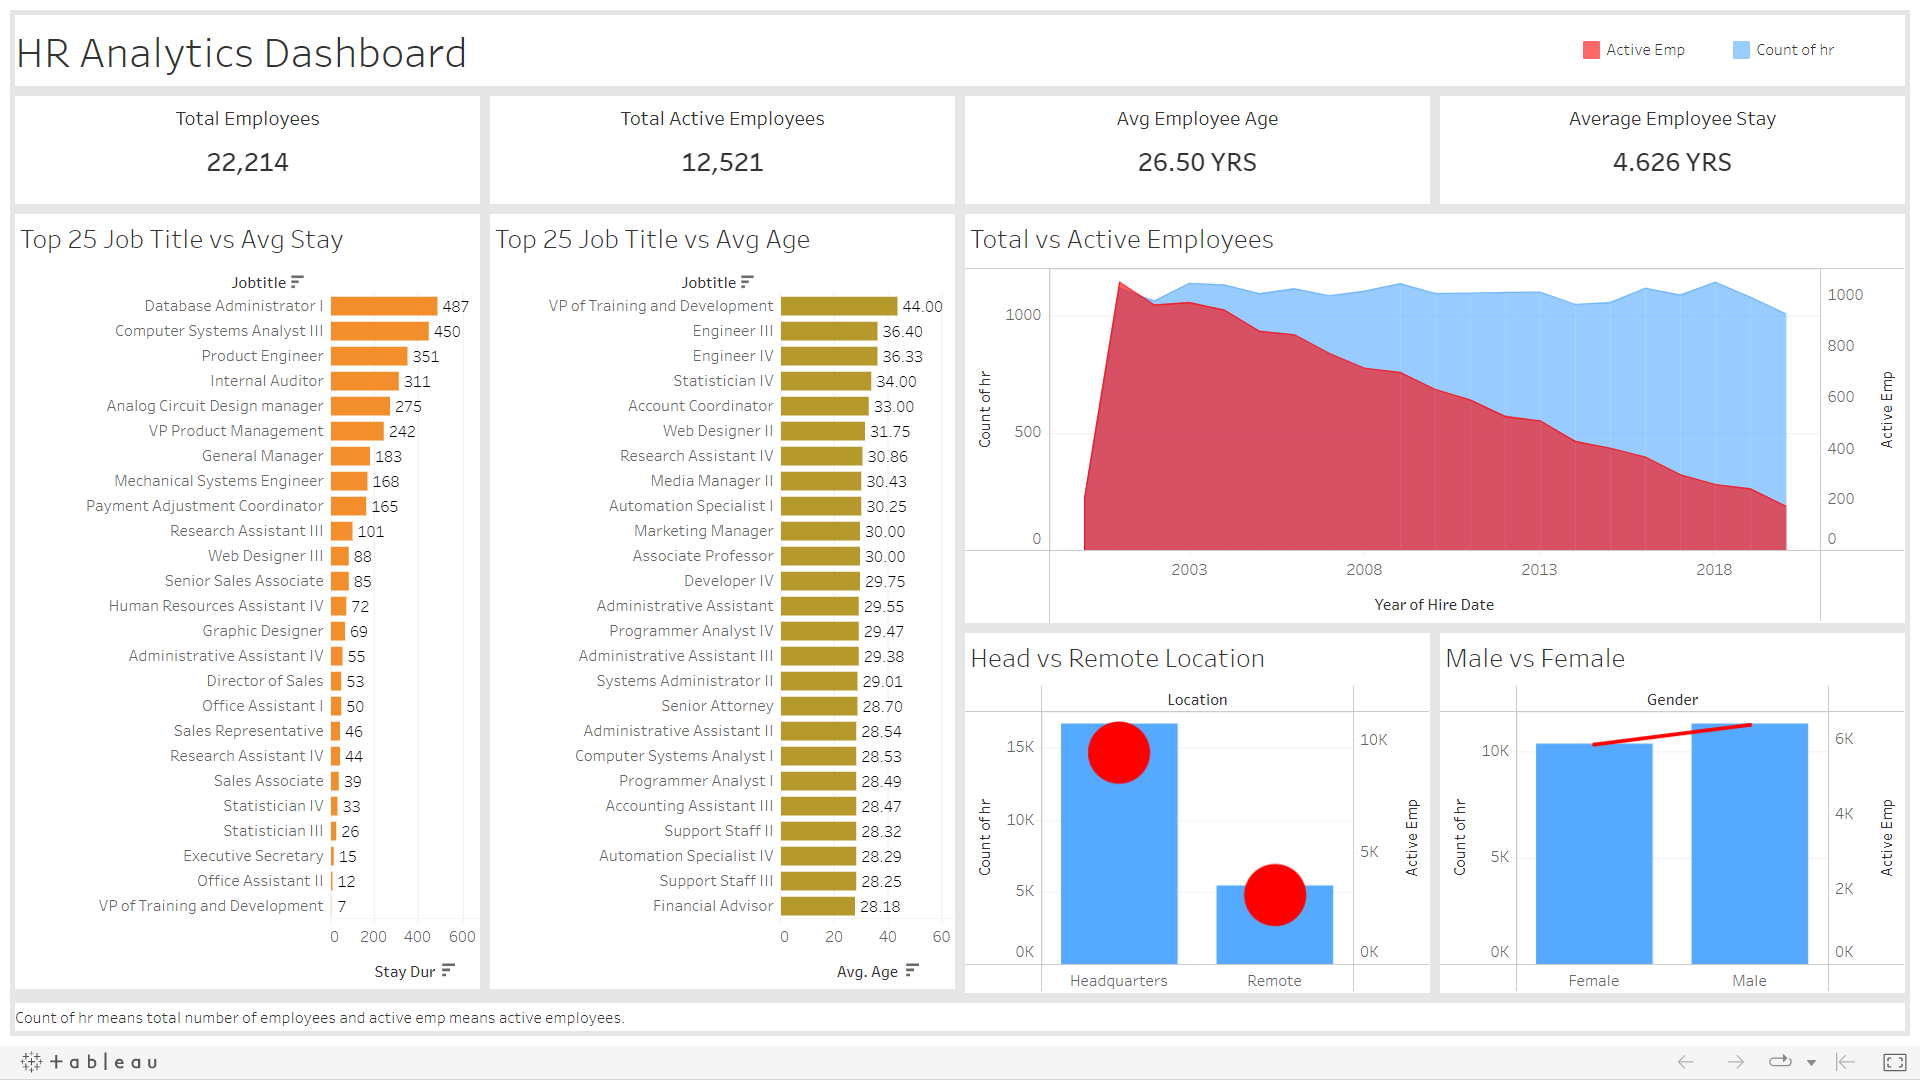 HR Analytics Dashboard
Active Emp
Count of hr
Total Employees
22,214
Total Active Employees
12,521
Avg Employee Age
26.50 YRS
Average Employee Stay
4.626 YRS
Top 25 Job Title vs Avg Stay
Jobtitle
Database Administrator I 487
Computer Systems Analyst III 450
Product Engineer 351
Internal Auditor 311
Analog Circuit Design manager 275
VP Product Management 242
General Manager 183
Mechanical Systems Engineer 168
Payment Adjustment Coordinator 165
Research Assistant III 101
Web Designer III 88
Senior Sales Associate 85
Human Resources Assistant IV 72
Graphic Designer 69
Administrative Assistant IV 55
Director of Sales 53
Office Assistant I 50
Sales Representative 46
Research Assistant IV 44
Sales Associate 39
Statistician IV 33
Statistician III 26
Executive Secretary 15
Office Assistant II 12
VP of Training and Development 7
0 200 400 600
Stay Dur
Top 25 Job Title vs Avg Age
Jobtitle
VP of Training and Development 44.00
Engineer III 36.40
Engineer IV 36.33
Statistician IV 34.00
Account Coordinator 33.00
Web Designer II 31.75
Research Assistant IV 30.86
Media Manager II 30.43
Automation Specialist I 30.25
Marketing Manager 30.00
Associate Professor 30.00
Developer IV 29.75
Administrative Assistant 29.55
Programmer Analyst IV 29.47
Administrative Assistant III 29.38
Systems Administrator II 29.01
Senior Attorney 28.70
Administrative Assistant II 28.54
Computer Systems Analyst I 28.53
Programmer Analyst I 28.49
Accounting Assistant III 28.47
Support Staff II 28.32
Automation Specialist IV 28.29
Support Staff III 28.25
Financial Advisor 28.18
0 20 40 60
Avg. Age
Total vs Active Employees
Count of hr
1000
500
0
1000
800
600
400
200
0
Active Emp
2003 2008 2013 2018
Year of Hire Date
Head vs Remote Location
Location
Count of hr
15K
10K
5K
0K
10K
5K
0K
Active Emp
Headquarters Remote
Male vs Female
Gender
Count of hr
10K
5K
0K
6K
4K
2K
0K
Active Emp
Female Male
Count of hr means total number of employees and active emp means active employees.
+ a b | e a u